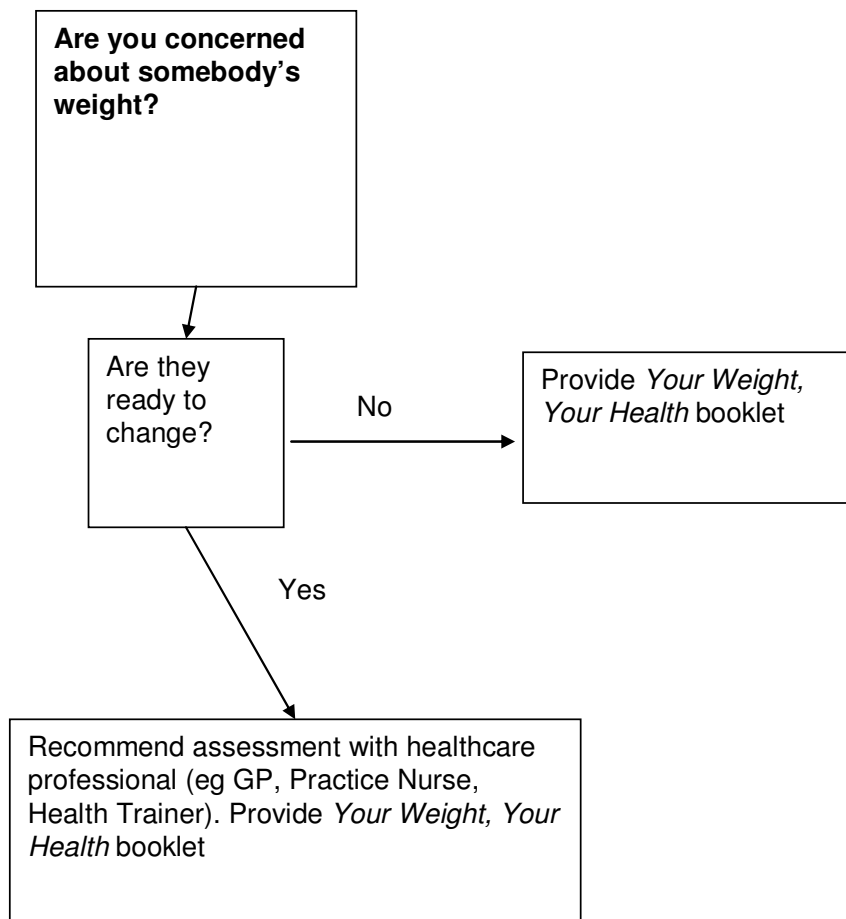 Are you concerned
about somebody’s
weight?
Are they
ready to
change?
No
Provide Your Weight,
Your Health booklet
Yes
Recommend assessment with healthcare
professional (eg GP, Practice Nurse,
Health Trainer). Provide Your Weight, Your
Health booklet